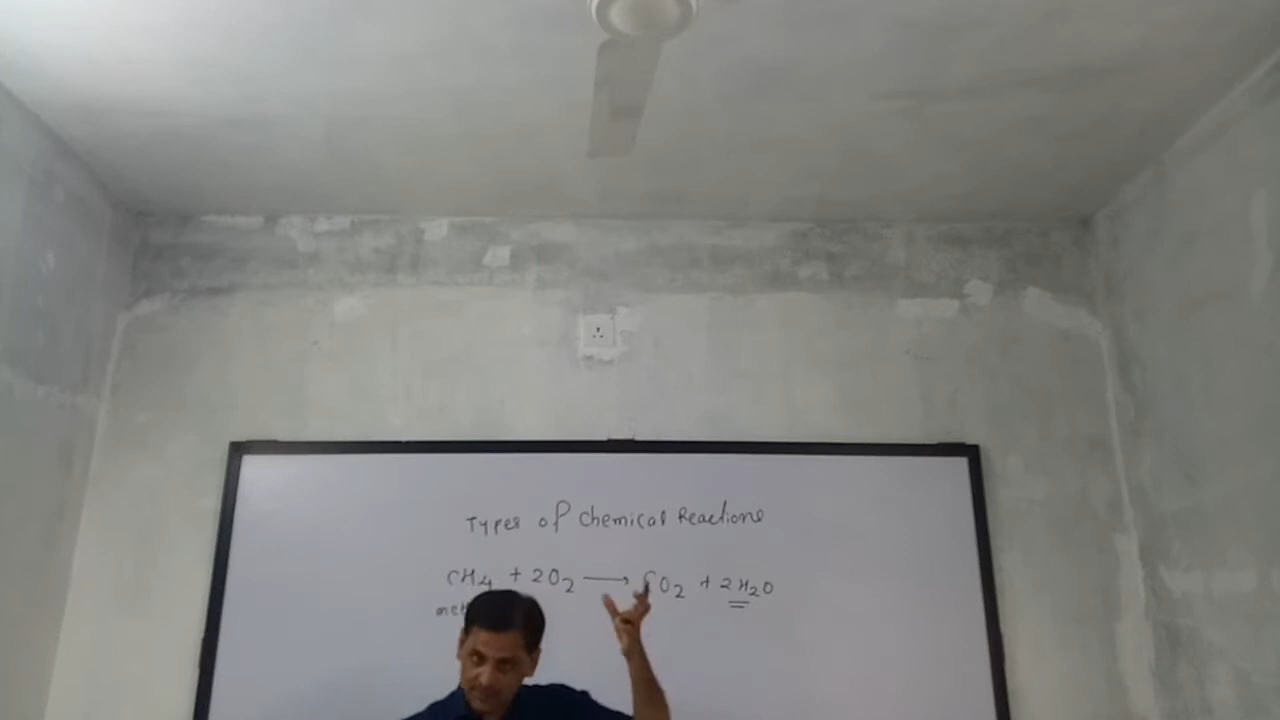 Types of Chemical Reactions
CH4 + 2O2 → CO2 + 2H2O